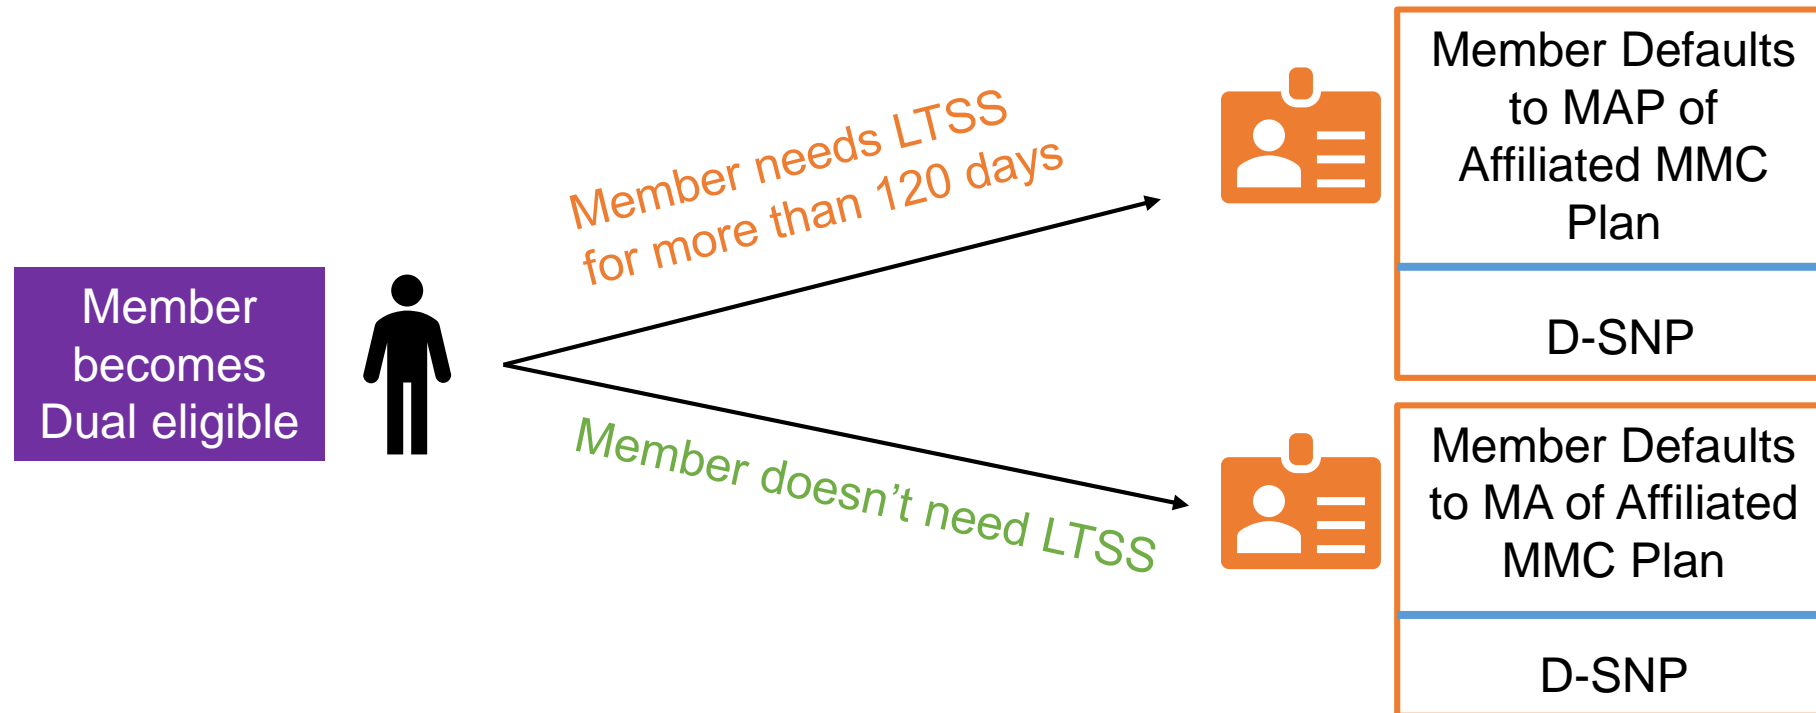 Member
becomes
Dual eligible
Member needs LTSS
for more than 120 days
Member doesn’t need LTSS
Member Defaults
to MAP of
Affiliated MMC
Plan
D-SNP
Member Defaults
to MA of Affiliated
MMC Plan
D-SNP